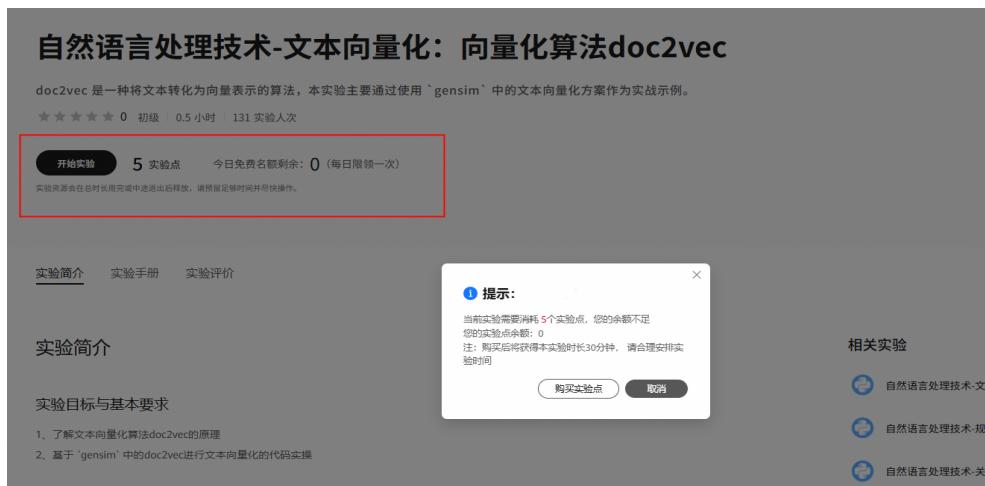 自然语言处理技术-文本向量化：向量化算法doc2vec
doc2vec 是一种将文本转化为向量表示的算法，本实验主要通过使用 `gensim` 中的文本向量化方案作为实战示例。
0 初级 0.5 小时 131 实验人次
开始实验 5 实验点 今日免费名额剩余：0（每日限领一次）
实验资源会在总时长用完或中途退出后释放，请预留足够时间并尽快操作。
实验简介 实验手册 实验评价
提示：
当前实验需要消耗 5个实验点，您的余额不足
您的实验点余额：0
注：购买后将获得本实验时长30分钟， 请合理安排实
验时间
购买实验点 取消
实验简介
实验目标与基本要求
1、了解文本向量化算法doc2vec的原理
2、基于 `gensim` 中的doc2vec进行文本向量化的代码实操
相关实验
自然语言处理技术-文
自然语言处理技术-规
自然语言处理技术-关